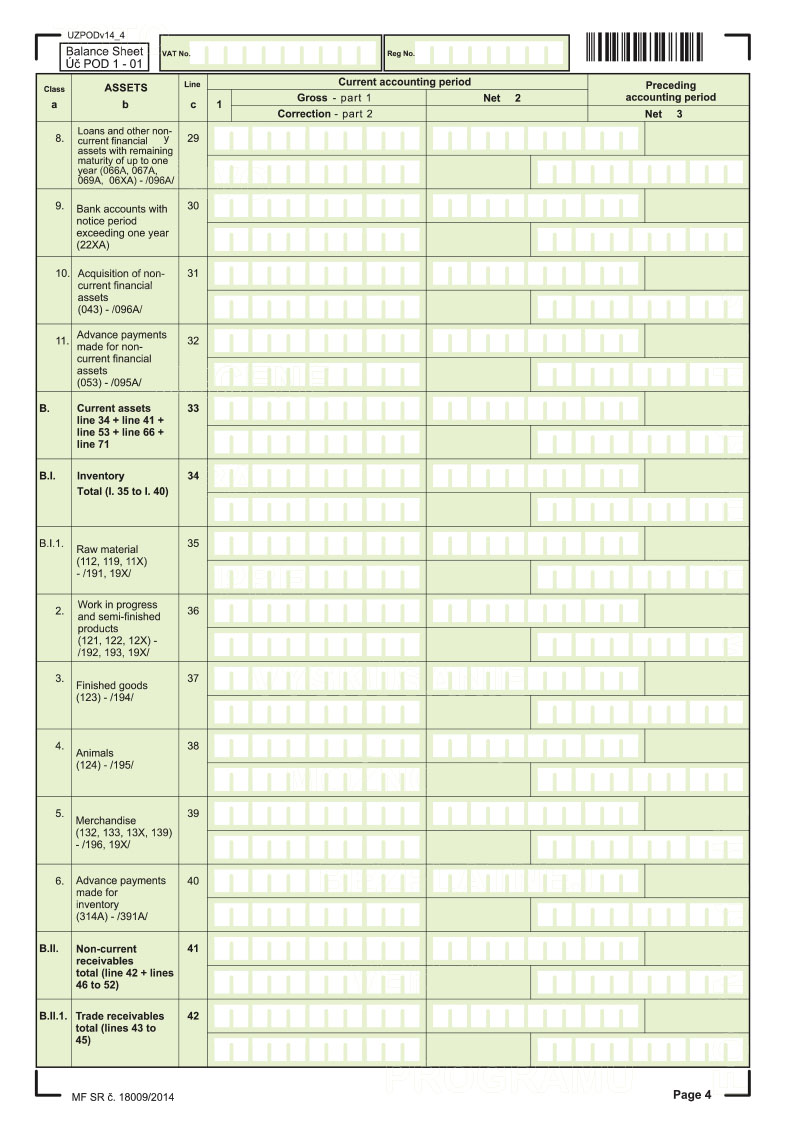 UZPODv14_4
Balance Sheet
Úč POD 1 - 01
VAT No.
Reg No.
Class
a
ASSETS
b
Line
c
Current accounting period
1
Gross - part 1
Correction - part 2
Net 2
Preceding
accounting period
Net 3
8.
Loans and other non-
current financial y
assets with remaining
maturity of up to one
year (066A, 067A,
069A, 06XA) - /096A/
29
9.
Bank accounts with
notice period
exceeding one year
(22XA)
30
10.
Acquisition of non-
current financial
assets
(043) - /096A/
31
11.
Advance payments
made for non-
current financial
assets
(053) - /095A/
32
B.
Current assets
line 34 + line 41 +
line 53 + line 66 +
line 71
33
B.I.
Inventory
Total (l. 35 to l. 40)
34
B.I.1.
Raw material
(112, 119, 11X)
- /191, 19X/
35
2.
Work in progress
and semi-finished
products
(121, 122, 12X) -
/192, 193, 19X/
36
3.
Finished goods
(123) - /194/
37
4.
Animals
(124) - /195/
38
5.
Merchandise
(132, 133, 13X, 139)
- /196, 19X/
39
6.
Advance payments
made for
inventory
(314A) - /391A/
40
B.II.
Non-current
receivables
total (line 42 + lines
46 to 52)
41
B.II.1.
Trade receivables
total (lines 43 to
45)
42
MF SR č. 18009/2014
Page 4